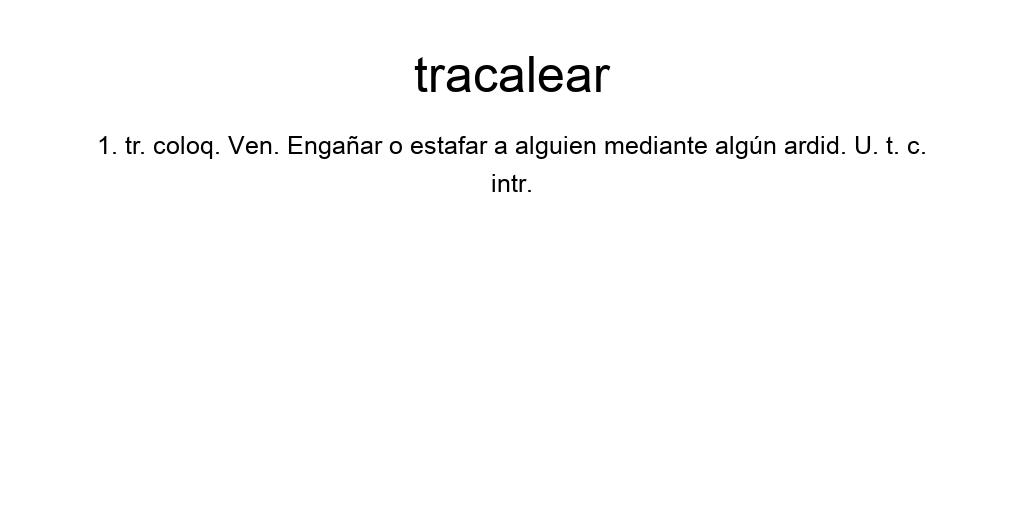 tracalear
1. tr. coloq. Ven. Engañar o estafar a alguien mediante algún ardid. U. t. c.
intr.